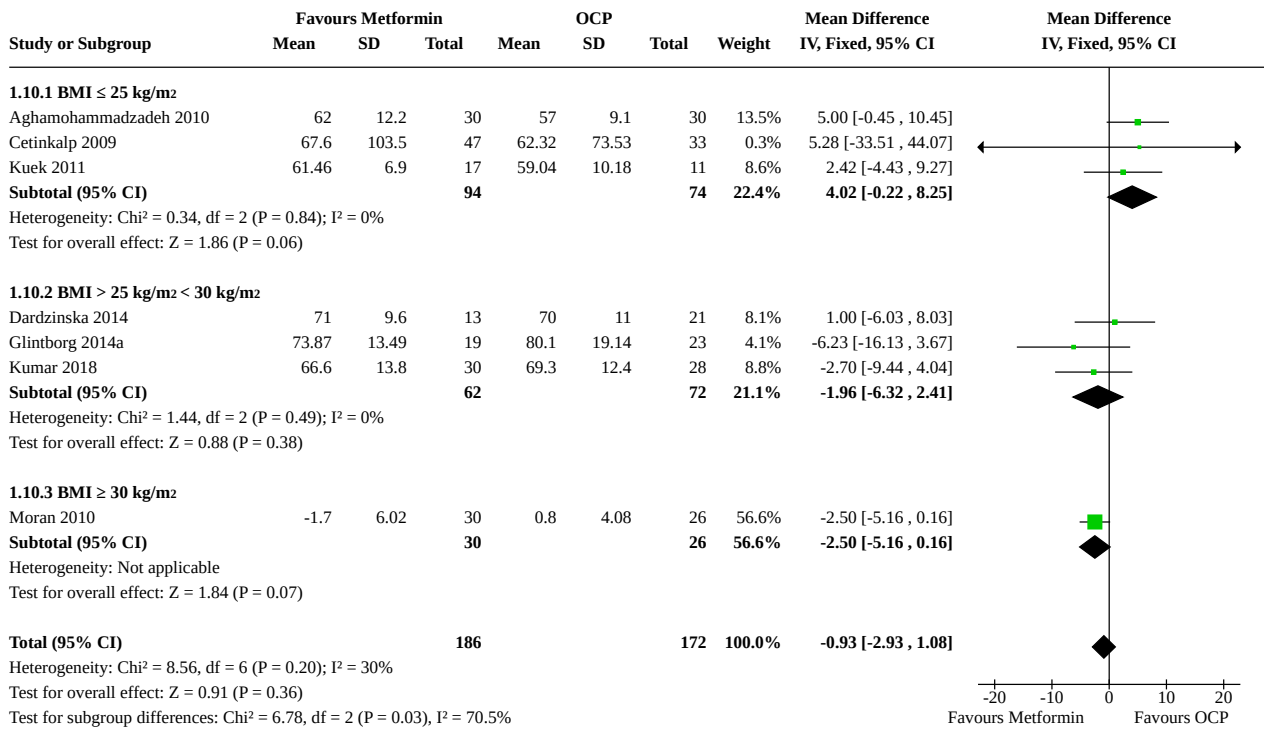 Favours Metformin OCP Mean Difference Mean Difference
Study or Subgroup Mean SD Total Mean SD Total Weight IV, Fixed, 95% CI IV, Fixed, 95% CI
1.10.1 BMI ≤ 25 kg/m2
Aghamohammadzadeh 2010 62 12.2 30 57 9.1 30 13.5% 5.00 [-0.45 , 10.45]
Cetinkalp 2009 67.6 103.5 47 62.32 73.53 33 0.3% 5.28 [-33.51 , 44.07]
Kuek 2011 61.46 6.9 17 59.04 10.18 11 8.6% 2.42 [-4.43 , 9.27]
Subtotal (95% CI) 94 74 22.4% 4.02 [-0.22 , 8.25]
Heterogeneity: Chi² = 0.34, df = 2 (P = 0.84); I² = 0%
Test for overall effect: Z = 1.86 (P = 0.06)
1.10.2 BMI > 25 kg/m2 < 30 kg/m2
Dardzinska 2014 71 9.6 13 70 11 21 8.1% 1.00 [-6.03 , 8.03]
Glintborg 2014a 73.87 13.49 19 80.1 19.14 23 4.1% -6.23 [-16.13 , 3.67]
Kumar 2018 66.6 13.8 30 69.3 12.4 28 8.8% -2.70 [-9.44 , 4.04]
Subtotal (95% CI) 62 72 21.1% -1.96 [-6.32 , 2.41]
Heterogeneity: Chi² = 1.44, df = 2 (P = 0.49); I² = 0%
Test for overall effect: Z = 0.88 (P = 0.38)
1.10.3 BMI ≥ 30 kg/m2
Moran 2010 -1.7 6.02 30 0.8 4.08 26 56.6% -2.50 [-5.16 , 0.16]
Subtotal (95% CI) 30 26 56.6% -2.50 [-5.16 , 0.16]
Heterogeneity: Not applicable
Test for overall effect: Z = 1.84 (P = 0.07)
Total (95% CI) 186 172 100.0% -0.93 [-2.93 , 1.08]
Heterogeneity: Chi² = 8.56, df = 6 (P = 0.20); I² = 30%
Test for overall effect: Z = 0.91 (P = 0.36)
Test for subgroup differences: Chi² = 6.78, df = 2 (P = 0.03), I² = 70.5%
-20 -10 0 10 20
Favours Metformin Favours OCP